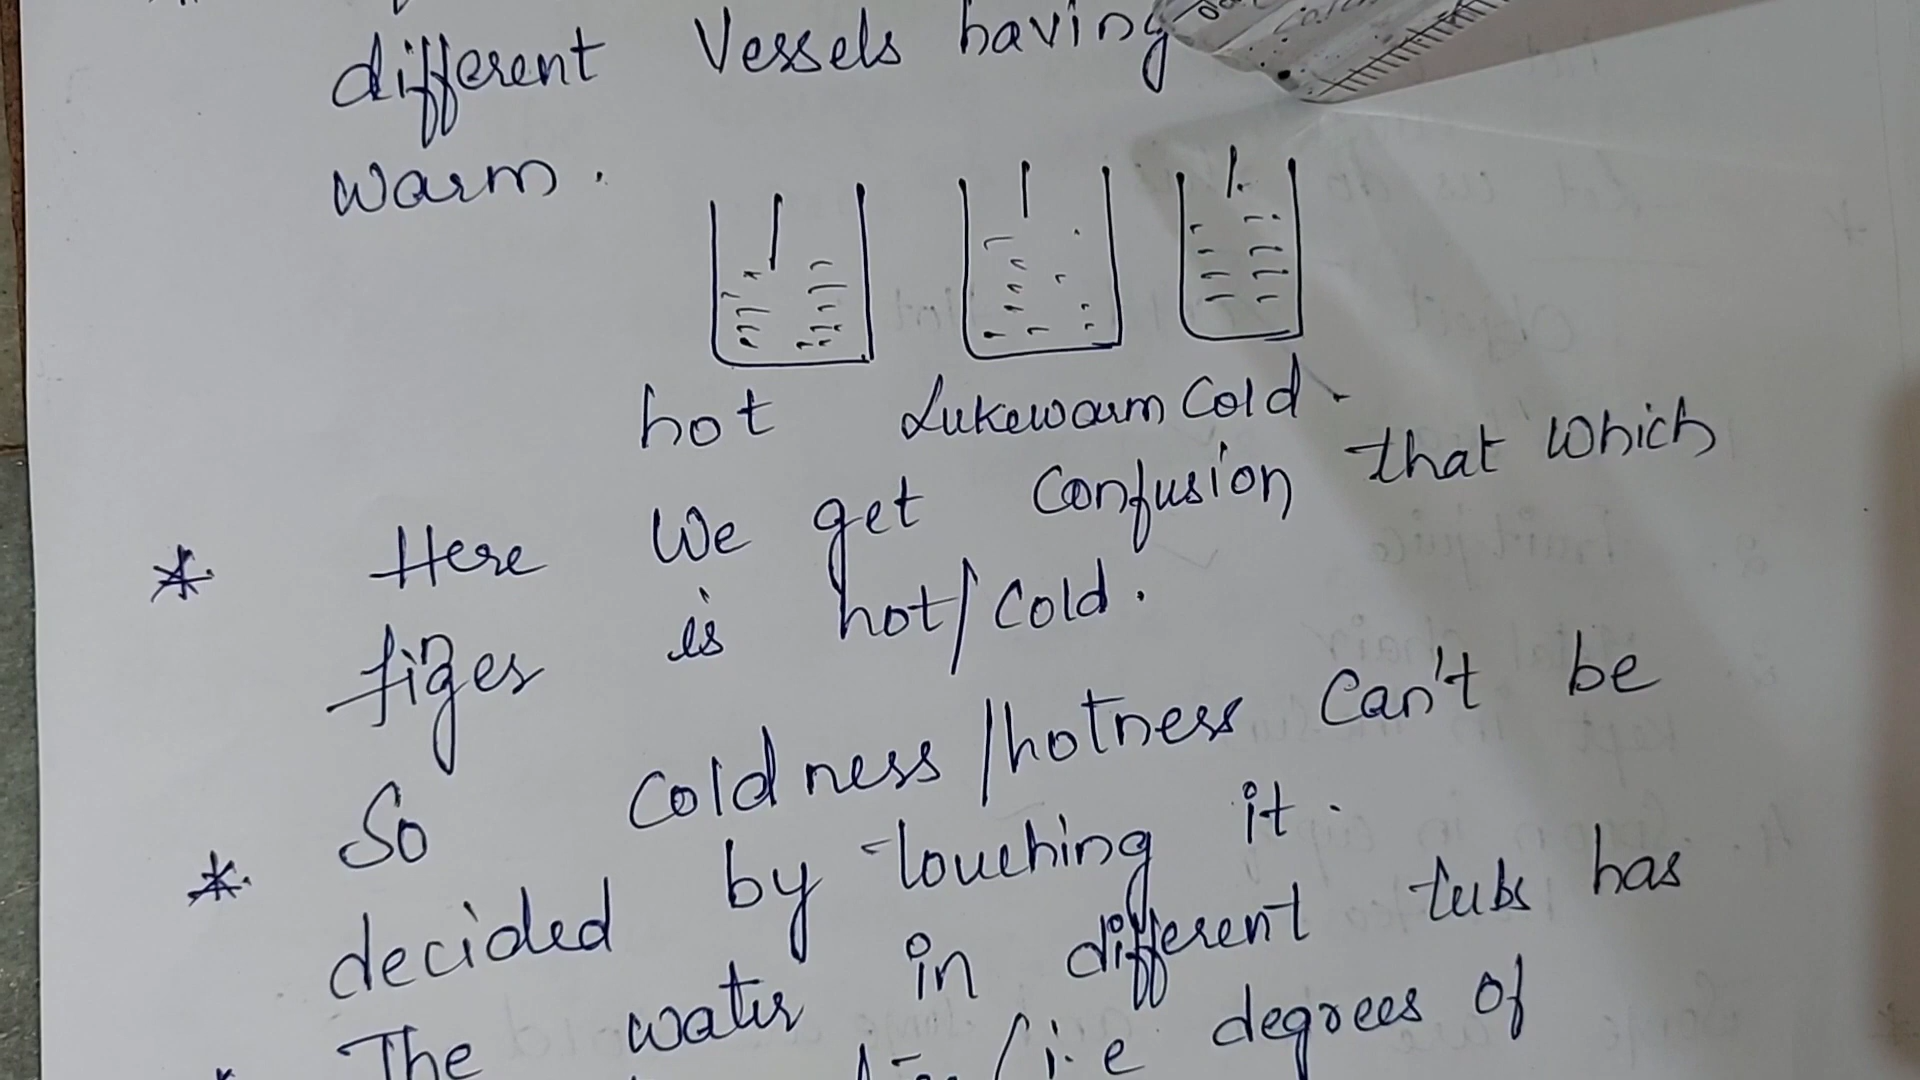 different Vessels having
warm.
hot Lukewarm Cold.
* Here We get Confusion that which
figes is hot/cold.
* So coldness/hotness can't be
decided by touching it.
* The water in different tubs has
(i.e degrees of